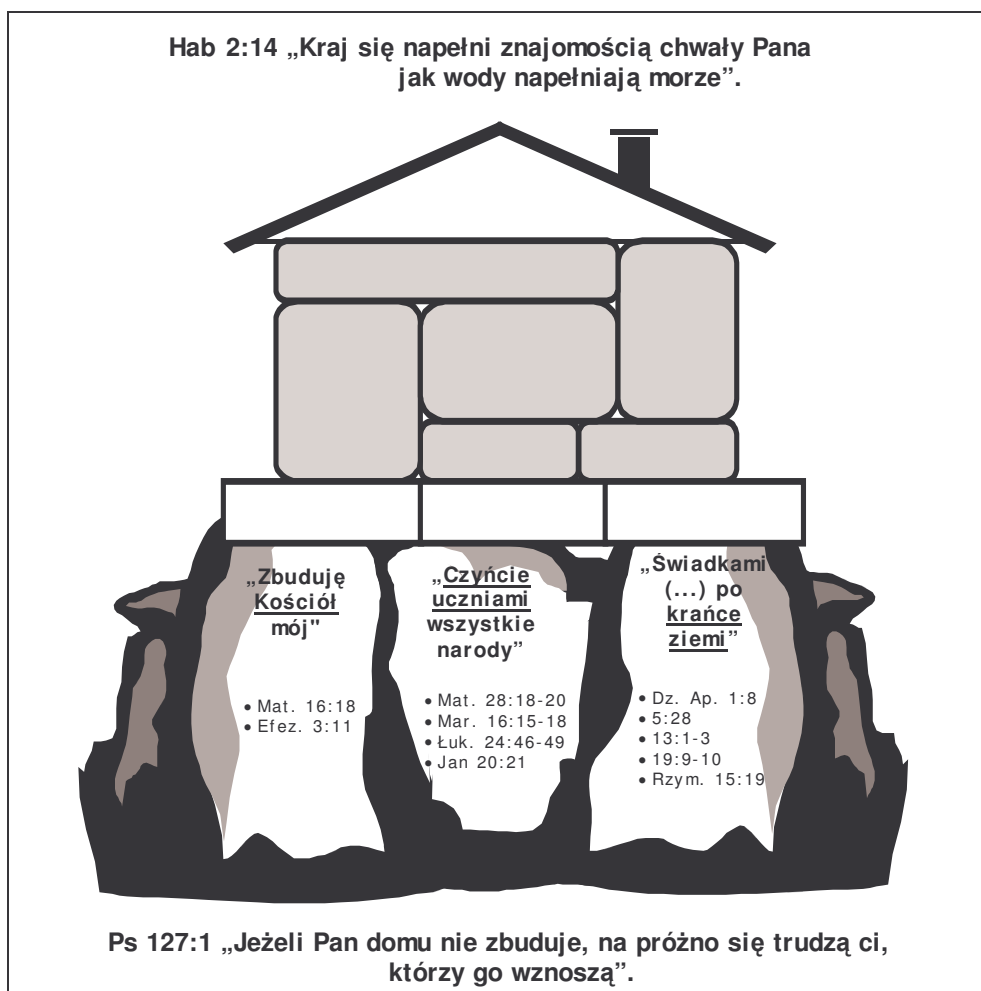 Hab 2:14 „Kraj się napełni znajomością chwały Pana
jak wody napełniają morze”.
„Zbuduję
Kościół
mój"
• Mat. 16:18
• Efez. 3:11
„Czyńcie
uczniami
wszystkie
narody”
• Mat. 28:18-20
• Mar. 16:15-18
• Łuk. 24:46-49
• Jan 20:21
„Świadkami
(...) po
krańce
ziemi”
• Dz. Ap. 1:8
• 5:28
• 13:1-3
• 19:9-10
• Rzym. 15:19
Ps 127:1 „Jeżeli Pan domu nie zbuduje, na próżno się trudzą ci,
którzy go wznoszą”.